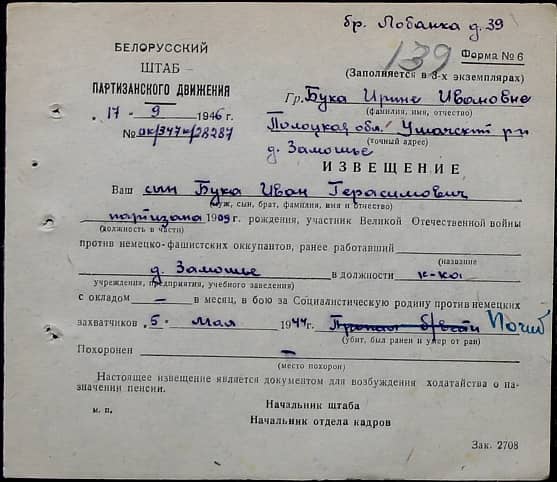 бр. Лобанка д. 39
139
БЕЛОРУССКИЙ
ШТАБ
ПАРТИЗАНСКОГО ДВИЖЕНИЯ
„17 - 9 1946 г.
№ 28287
Форма № 6
(Заполняется в 3-х экземплярах)
Гр. Бука Ирине Ивановне
(фамилия, имя, отчество)
Полоцкая обл. Ушачский р-н
(точный адрес)
д. Замошье
ИЗВЕЩЕНИЕ
Ваш сын Бука Иван Герасимович
(муж, сын, брат, фамилия, имя и отчество)
партизана 1909 г. рождения, участник Великой Отечественной войны
(должность в части)
против немецко-фашистских оккупантов, ранее работавший
(название
д. Замошье в должности к-ка
учреждения, предприятия, учебного заведения)
с окладом — в месяц, в бою за Социалистическую родину против немецких
захватчиков „5„ мая 1944 г. Пропал б/вести Погиб
(убит, был ранен и умер от ран)
Похоронен —
(место похорон)
Настоящее извещение является документом для возбуждения ходатайства о на-
значении пенсии.
м. п.
Начальник штаба
Начальник отдела кадров
Зак. 2708